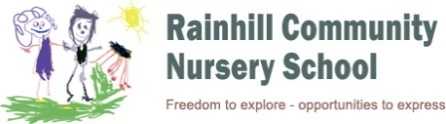 Rainhill Community
Nursery School
Freedom to explore - opportunities to express